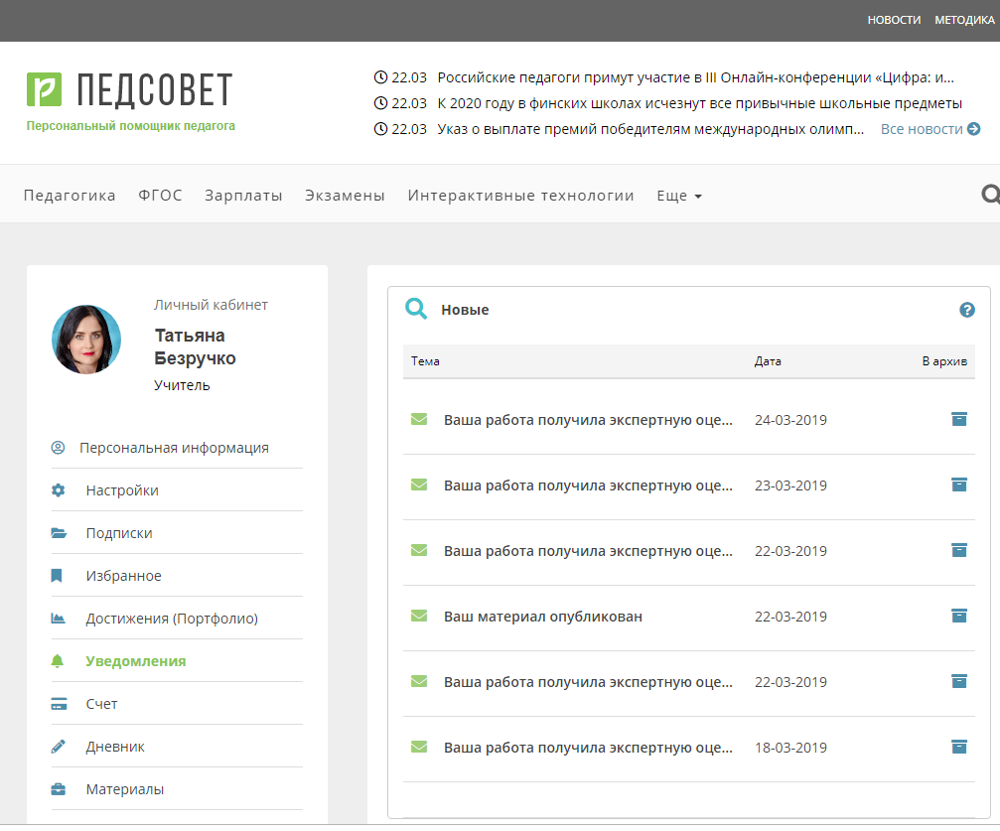 НОВОСТИ МЕТОДИКА
ПЕДСОВЕТ
Персональный помощник педагога
22.03 Российские педагоги примут участие в III Онлайн-конференции «Цифра: и...
22.03 К 2020 году в финских школах исчезнут все привычные школьные предметы
22.03 Указ о выплате премий победителям международных олимп... Все новости
Педагогика ФГОС Зарплаты Экзамены Интерактивные технологии Еще
Личный кабинет
Татьяна
Безручко
Учитель
Персональная информация
Настройки
Подписки
Избранное
Достижения (Портфолио)
Уведомления
Счет
Дневник
Материалы
Новые
Тема Дата В архив
Ваша работа получила экспертную оце... 24-03-2019
Ваша работа получила экспертную оце... 23-03-2019
Ваша работа получила экспертную оце... 22-03-2019
Ваш материал опубликован 22-03-2019
Ваша работа получила экспертную оце... 22-03-2019
Ваша работа получила экспертную оце... 18-03-2019